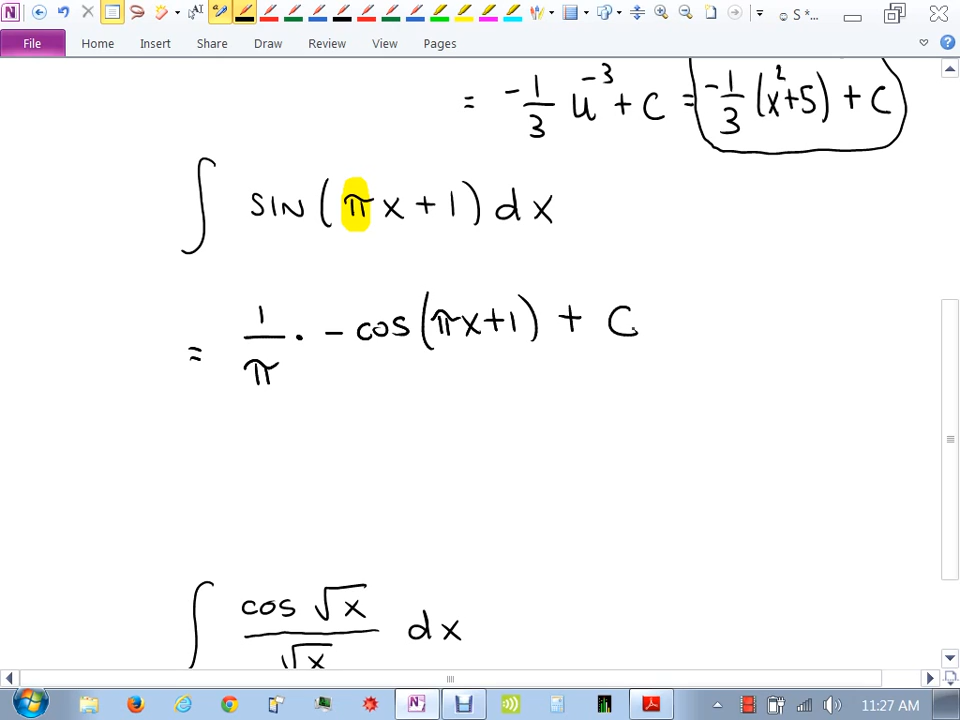 S *...
File Home Insert Share Draw Review View Pages
= -1/3 u^-3 + C = -1/3 (x^2+5) + C
∫ SIN (πx + 1) dx
= 1/π · - cos(πx+1) + C
∫ cos √x / √x dx
11:27 AM